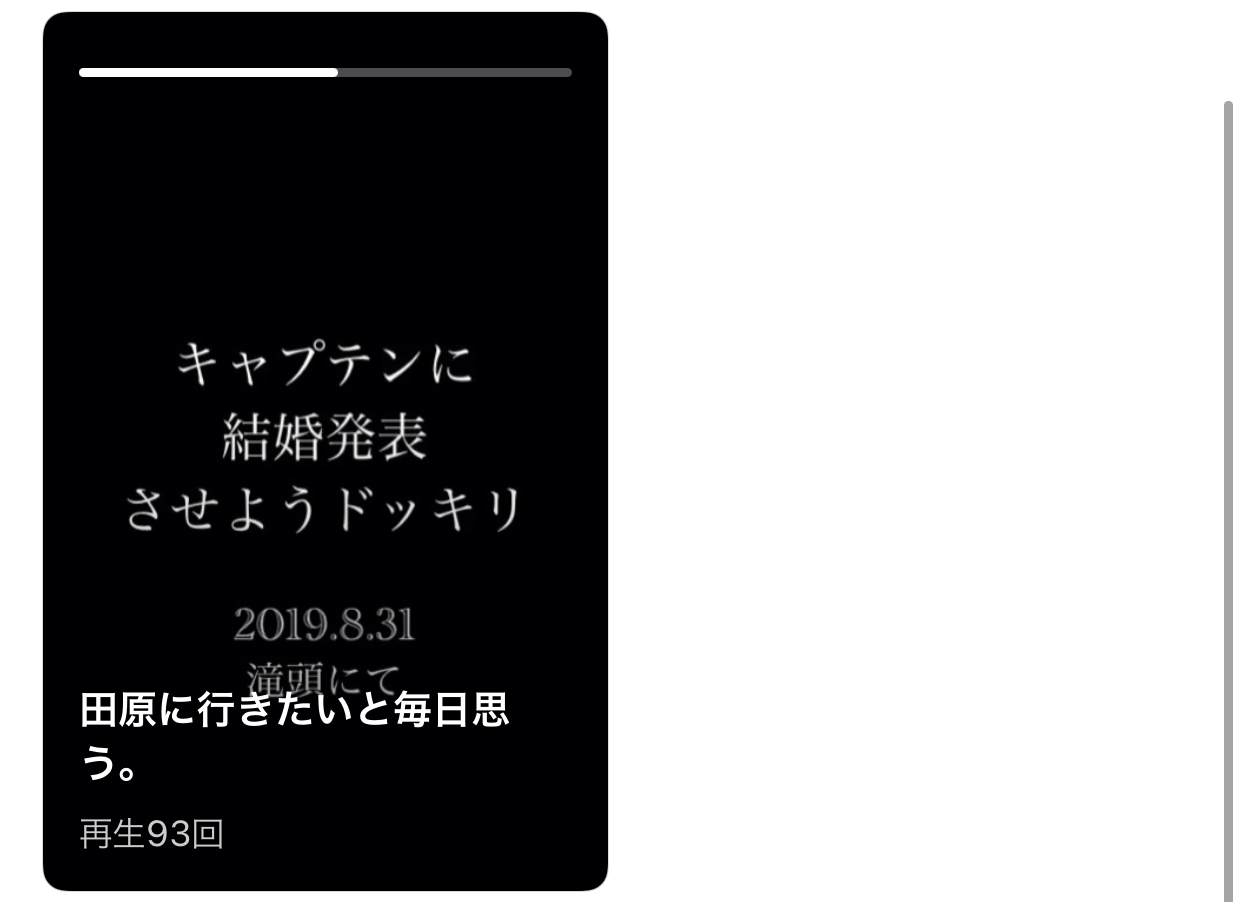 キャプテンに
結婚発表
させようドッキリ
2019.8.31
滝頭にて
田原に行きたいと毎日思
う。
再生93回